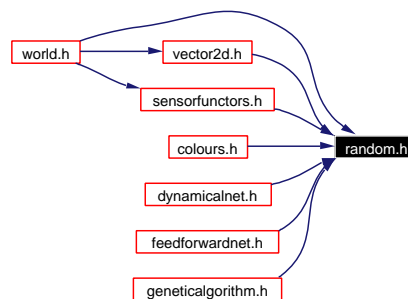 world.h
vector2d.h
sensorfunctors.h
colours.h
random.h
dynamicalnet.h
feedforwardnet.h
geneticalgorithm.h